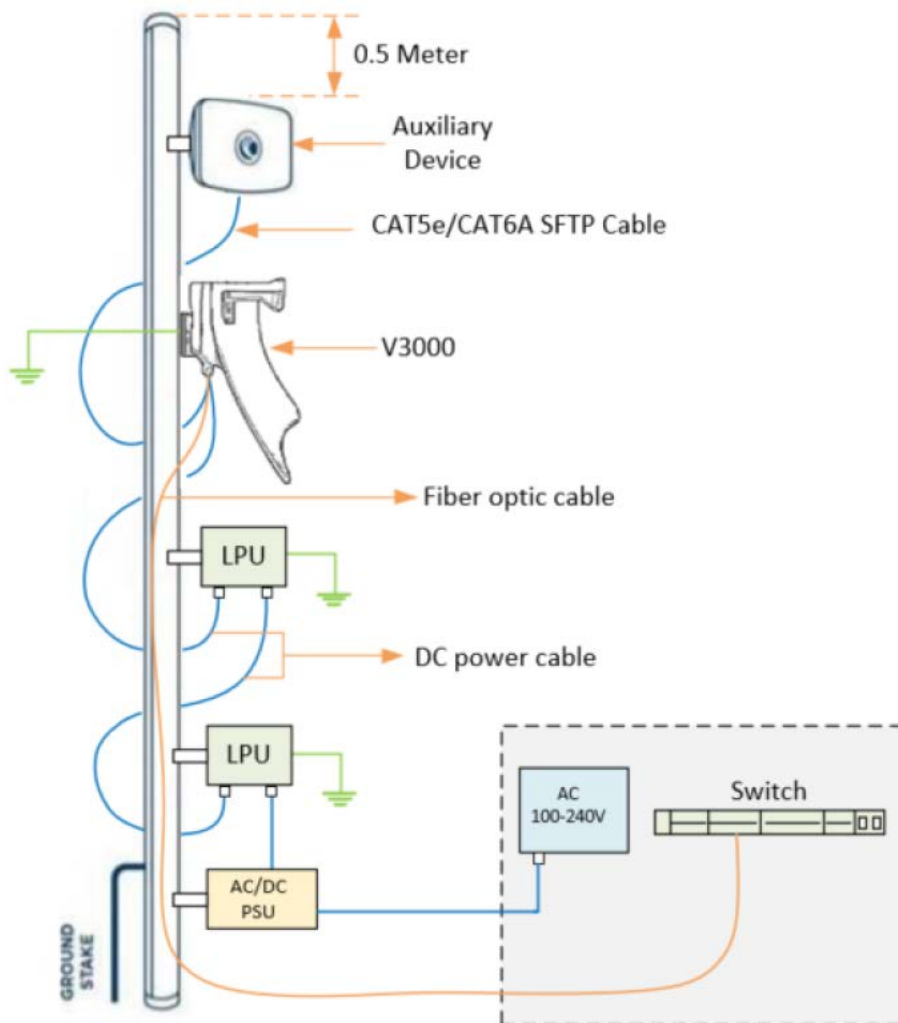 0.5 Meter
Auxiliary
Device
CAT5e/CAT6A SFTP Cable
V3000
Fiber optic cable
LPU
DC power cable
LPU
AC
100-240V
Switch
AC/DC
PSU
GROUND
STAKE